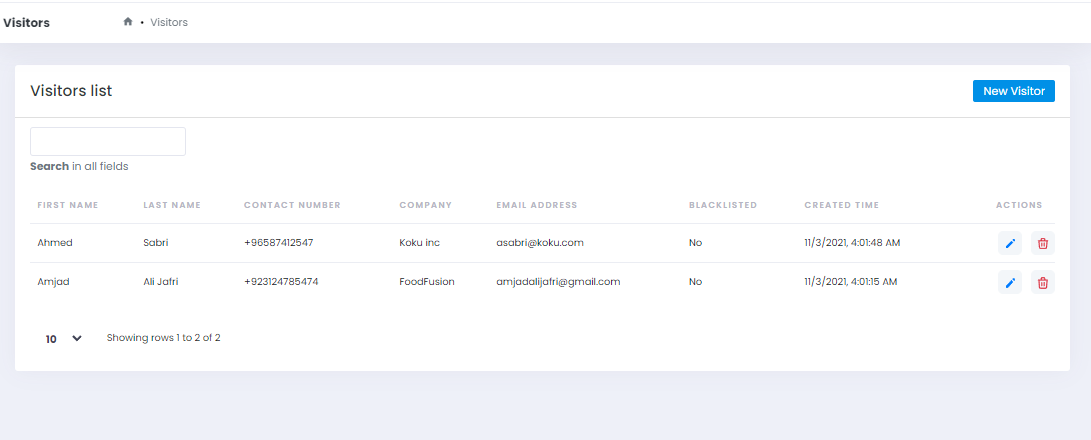 Visitors • Visitors
Visitors list New Visitor
Search in all fields
FIRST NAME LAST NAME CONTACT NUMBER COMPANY EMAIL ADDRESS BLACKLISTED CREATED TIME ACTIONS
Ahmed Sabri +96587412547 Koku inc asabri@koku.com No 11/3/2021, 4:01:48 AM
Amjad Ali Jafri +923124785474 FoodFusion amjadalijafri@gmail.com No 11/3/2021, 4:01:15 AM
10 Showing rows 1 to 2 of 2